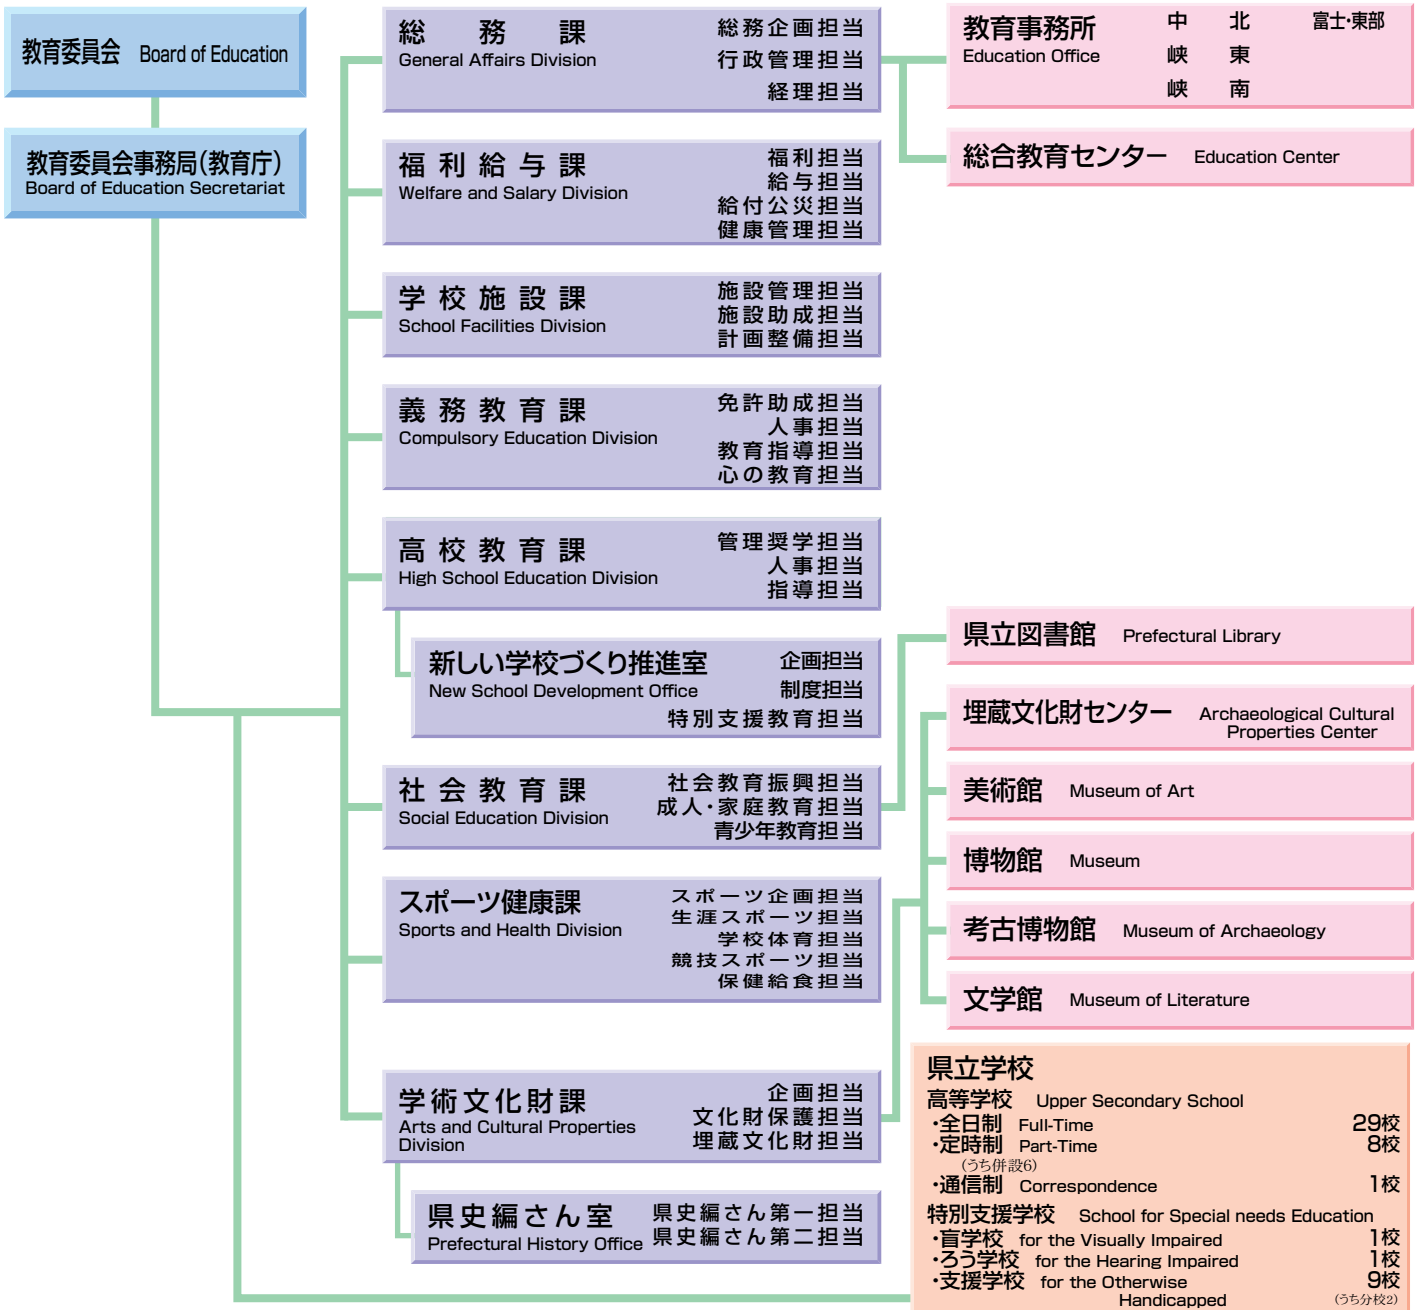 教育委員会 Board of Education
教育委員会事務局(教育庁)
Board of Education Secretariat
総務課
General Affairs Division
総務企画担当
行政管理担当
経理担当
福利給与課
Welfare and Salary Division
福利担当
給与担当
給付公災担当
健康管理担当
学校施設課
School Facilities Division
施設管理担当
施設助成担当
計画整備担当
義務教育課
Compulsory Education Division
免許助成担当
人事担当
教育指導担当
心の教育担当
高校教育課
High School Education Division
管理奨学担当
人事担当
指導担当
新しい学校づくり推進室
New School Development Office
企画担当
制度担当
特別支援教育担当
社会教育課
Social Education Division
社会教育振興担当
成人・家庭教育担当
青少年教育担当
スポーツ健康課
Sports and Health Division
スポーツ企画担当
生涯スポーツ担当
学校体育担当
競技スポーツ担当
保健給食担当
学術文化財課
Arts and Cultural Properties
Division
企画担当
文化財保護担当
埋蔵文化財担当
県史編さん室
Prefectural History Office
県史編さん第一担当
県史編さん第二担当
教育事務所
Education Office
中北 富士・東部
峡東
峡南
総合教育センター Education Center
県立図書館 Prefectural Library
埋蔵文化財センター Archaeological Cultural
Properties Center
美術館 Museum of Art
博物館 Museum
考古博物館 Museum of Archaeology
文学館 Museum of Literature
県立学校
高等学校 Upper Secondary School
・全日制 Full-Time 29校
・定時制 Part-Time 8校
(うち併設6)
・通信制 Correspondence 1校
特別支援学校 School for Special needs Education
・盲学校 for the Visually Impaired 1校
・ろう学校 for the Hearing Impaired 1校
・支援学校 for the Otherwise 9校
Handicapped (うち分校2)